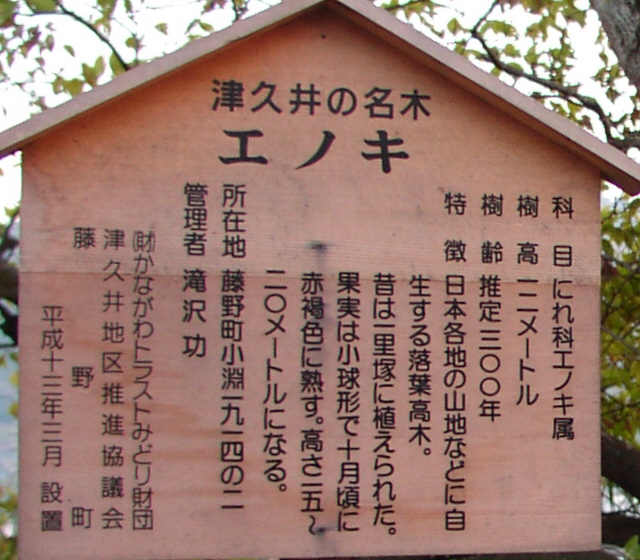 津久井の名木
エノキ
科目 にれ科エノキ属
樹高 一二メートル
樹齢 推定三〇〇年
特徴 日本各地の山地などに自
生する落葉高木。
昔は一里塚に植えられた。
果実は小球形で十月頃に
赤褐色に熟す。高さ一五〜
二〇メートルになる。
所在地 藤野町小淵一九一四の二
管理者 滝沢功
㈶かながわトラストみどり財団
津久井地区推進協議会
藤野町
平成十三年三月 設置